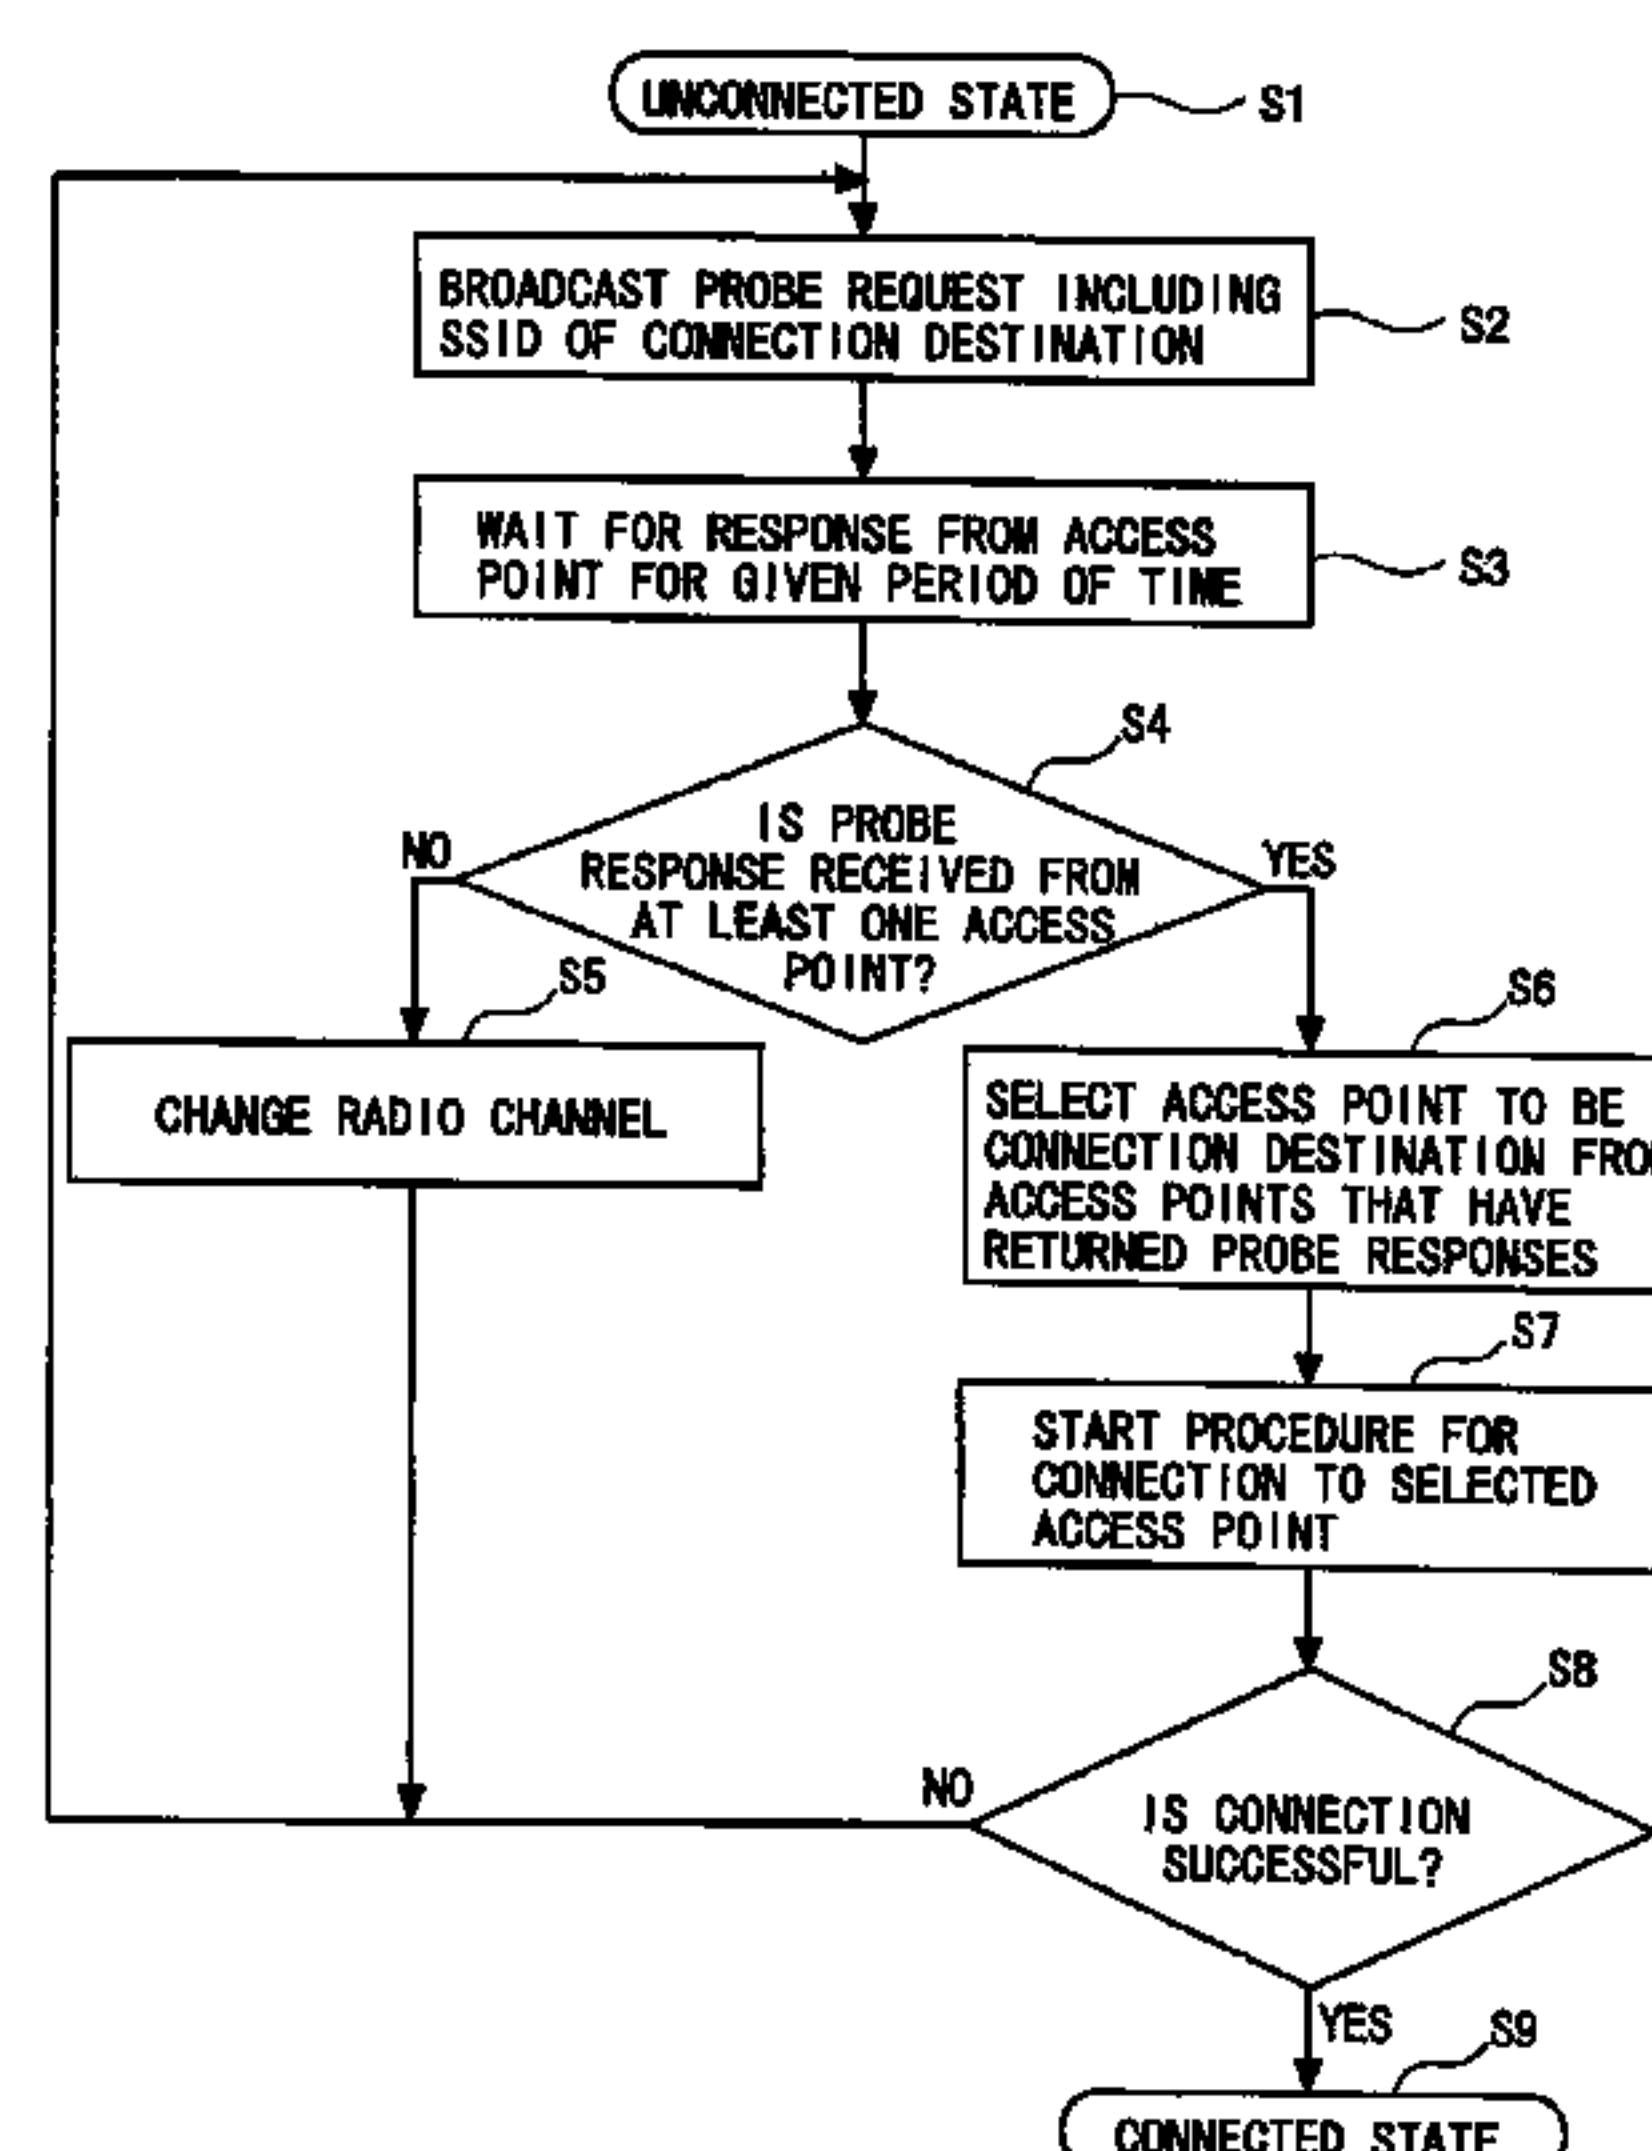 UNCONNECTED STATE
S1
BROADCAST PROBE REQUEST INCLUDING
SSID OF CONNECTION DESTINATION
S2
WAIT FOR RESPONSE FROM ACCESS
POINT FOR GIVEN PERIOD OF TIME
S3
S4
IS PROBE
RESPONSE RECEIVED FROM
AT LEAST ONE ACCESS
POINT?
NO
YES
S5
CHANGE RADIO CHANNEL
S6
SELECT ACCESS POINT TO BE
CONNECTION DESTINATION FROM
ACCESS POINTS THAT HAVE
RETURNED PROBE RESPONSES
S7
START PROCEDURE FOR
CONNECTION TO SELECTED
ACCESS POINT
S8
NO
IS CONNECTION
SUCCESSFUL?
YES
S9
CONNECTED STATE